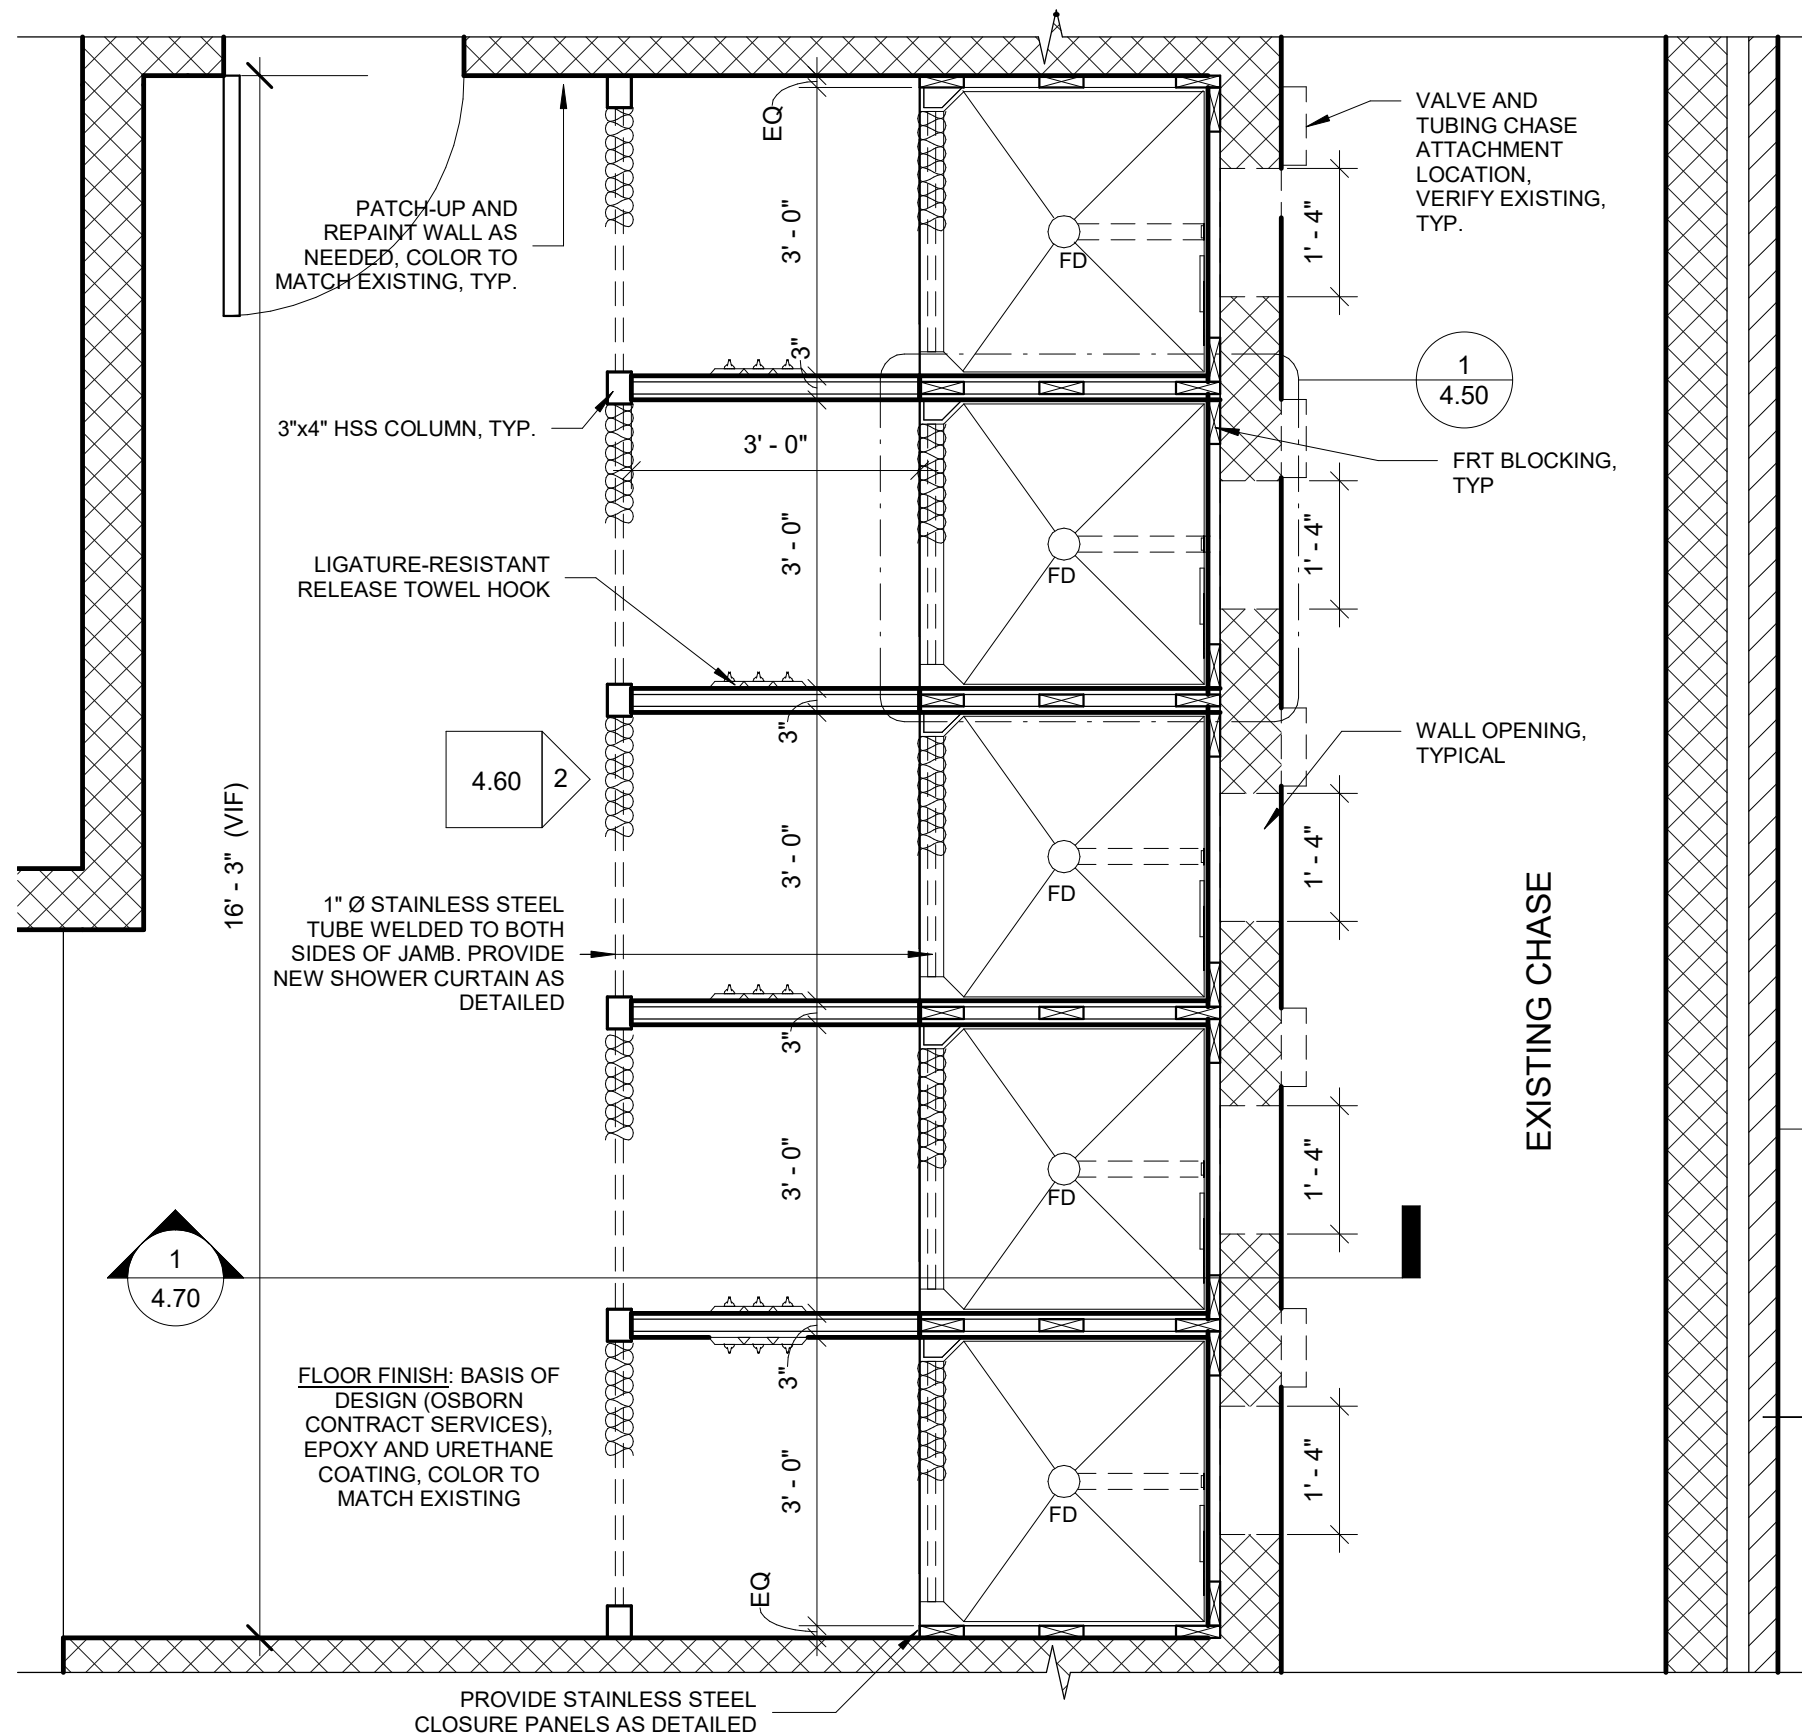 VALVE AND
TUBING CHASE
ATTACHMENT
LOCATION,
VERIFY EXISTING,
TYP.
EQ
PATCH-UP AND
REPAINT WALL AS
NEEDED, COLOR TO
MATCH EXISTING, TYP.
3' - 0"
FD
1' - 4"
3"
1
4.50
3"x4" HSS COLUMN, TYP.
3' - 0"
FRT BLOCKING,
TYP
LIGATURE-RESISTANT
RELEASE TOWEL HOOK
3' - 0"
FD
1' - 4"
3"
WALL OPENING,
TYPICAL
4.60
2
16' - 3" (VIF)
3' - 0"
FD
1' - 4"
1" Ø STAINLESS STEEL
TUBE WELDED TO BOTH
SIDES OF JAMB. PROVIDE
NEW SHOWER CURTAIN AS
DETAILED
EXISTING CHASE
3"
3' - 0"
FD
1' - 4"
1
4.70
3"
FLOOR FINISH: BASIS OF
DESIGN (OSBORN
CONTRACT SERVICES),
EPOXY AND URETHANE
COATING, COLOR TO
MATCH EXISTING
3' - 0"
FD
1' - 4"
EQ
PROVIDE STAINLESS STEEL
CLOSURE PANELS AS DETAILED